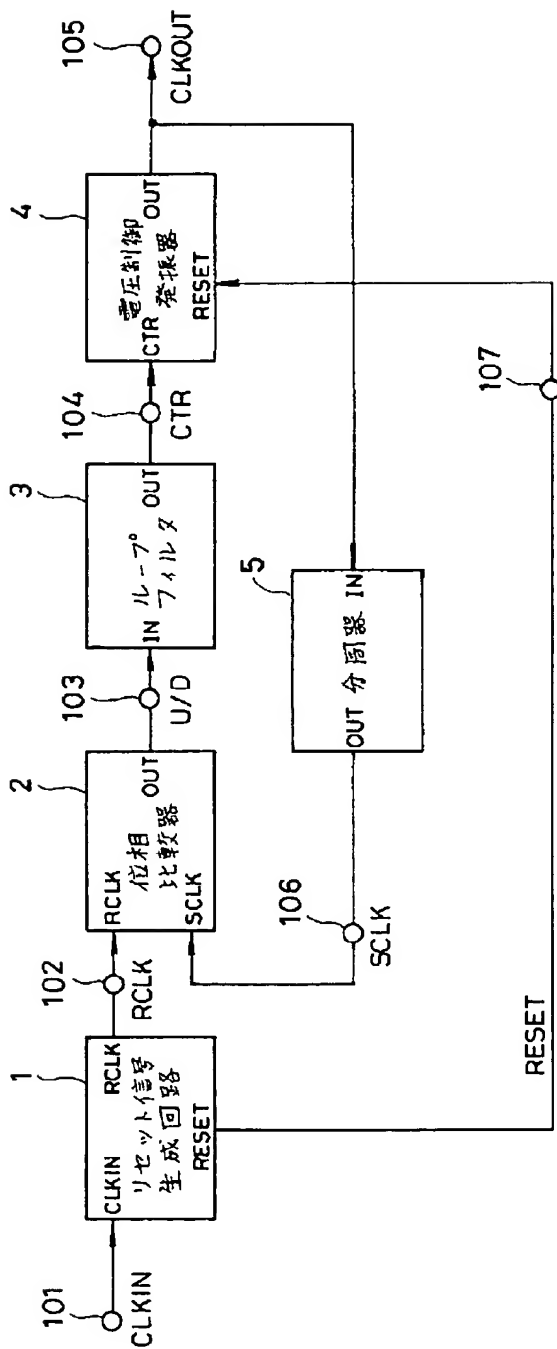 101
CLKIN
1
CLKIN
RCLK
リセット信号
生成回路
RESET
102
RCLK
2
RCLK
位相
比較器
SCLK
OUT
103
U/D
3
IN
ループ
フィルタ
OUT
104
CTR
4
CTR
電圧制御
発振器
RESET
OUT
105
CLKOUT
5
OUT
分周器
IN
106
SCLK
RESET
107